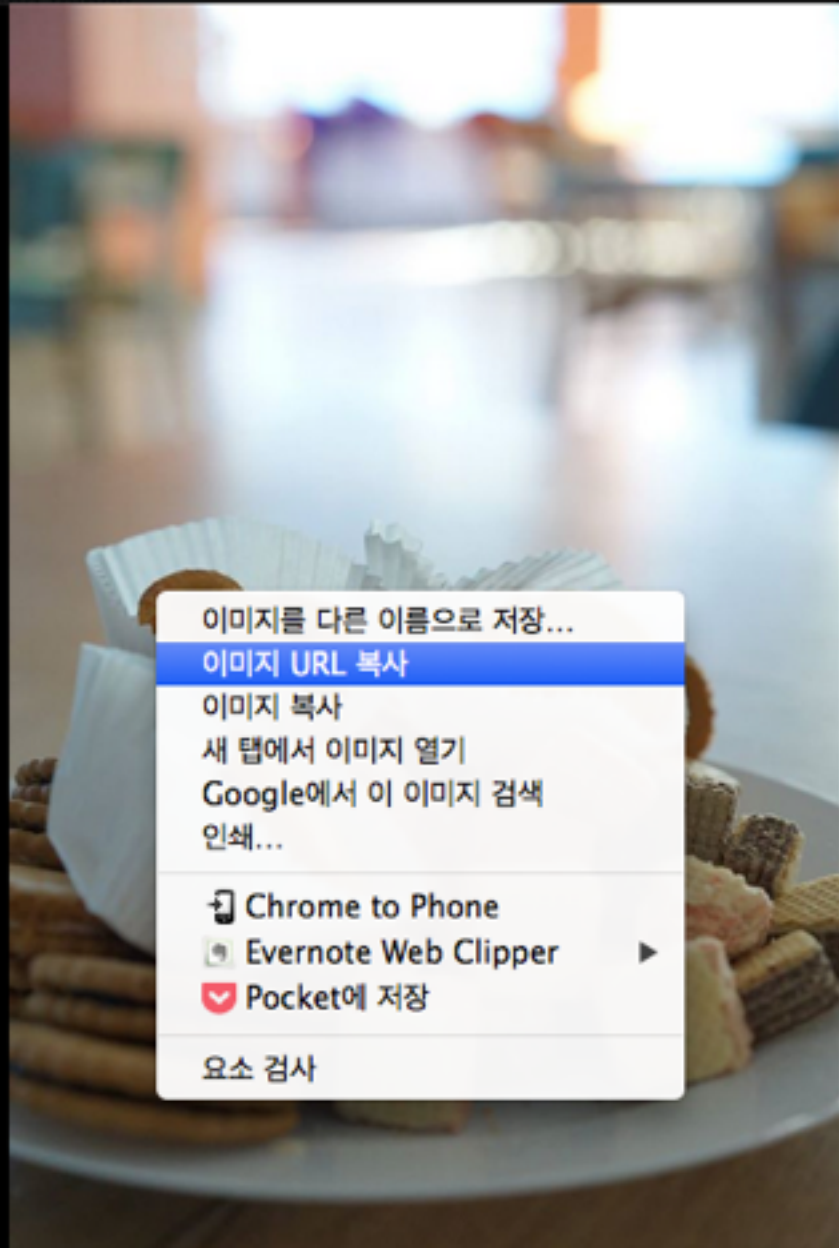 이미지를 다른 이름으로 저장...
이미지 URL 복사
이미지 복사
새 탭에서 이미지 열기
Google에서 이 이미지 검색
인쇄...
Chrome to Phone
Evernote Web Clipper
Pocket에 저장
요소 검사